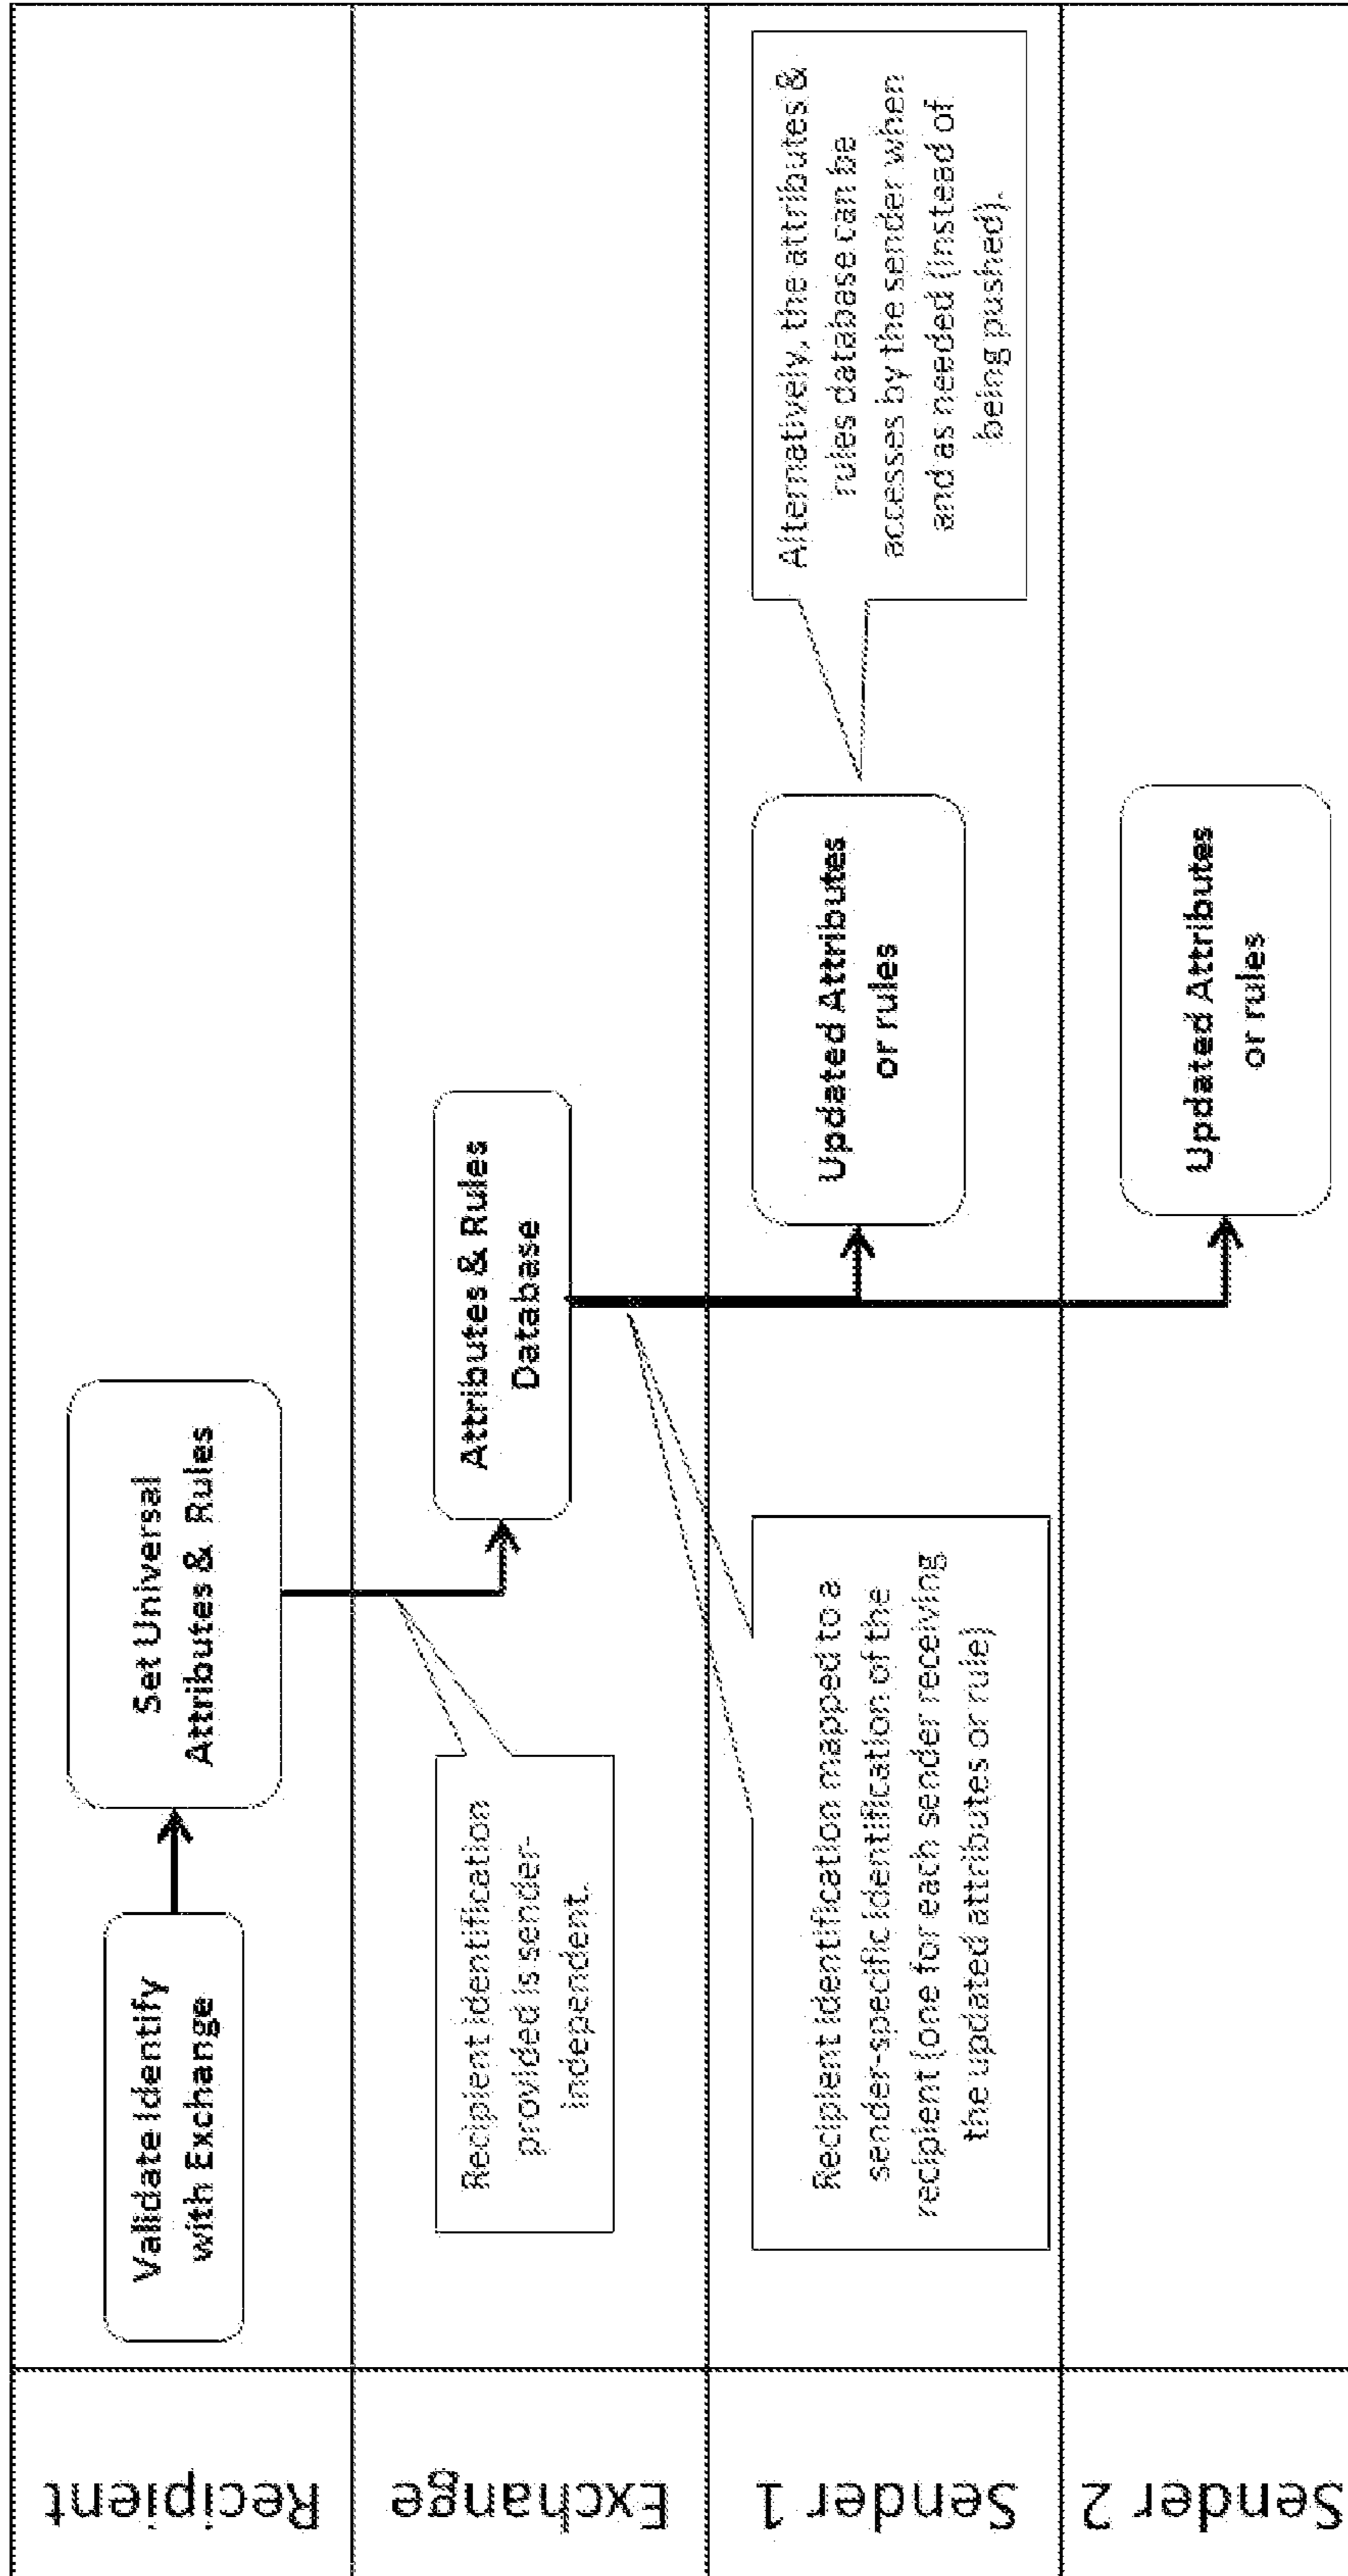 Recipient
Validate Identify
with Exchange
Set Universal
Attributes & Rules
Exchange
Recipient identification
provided is sender-
independent.
Attributes & Rules
Database
Sender 1
Recipient identification mapped to a
sender-specific identification of the
recipient (one for each sender receiving
the updated attributes or rule)
Updated Attributes
or rules
Alternatively, the attributes &
rules database can be
accesses by the sender when
and as needed (instead of
being pushed).
Sender 2
Updated Attributes
or rules